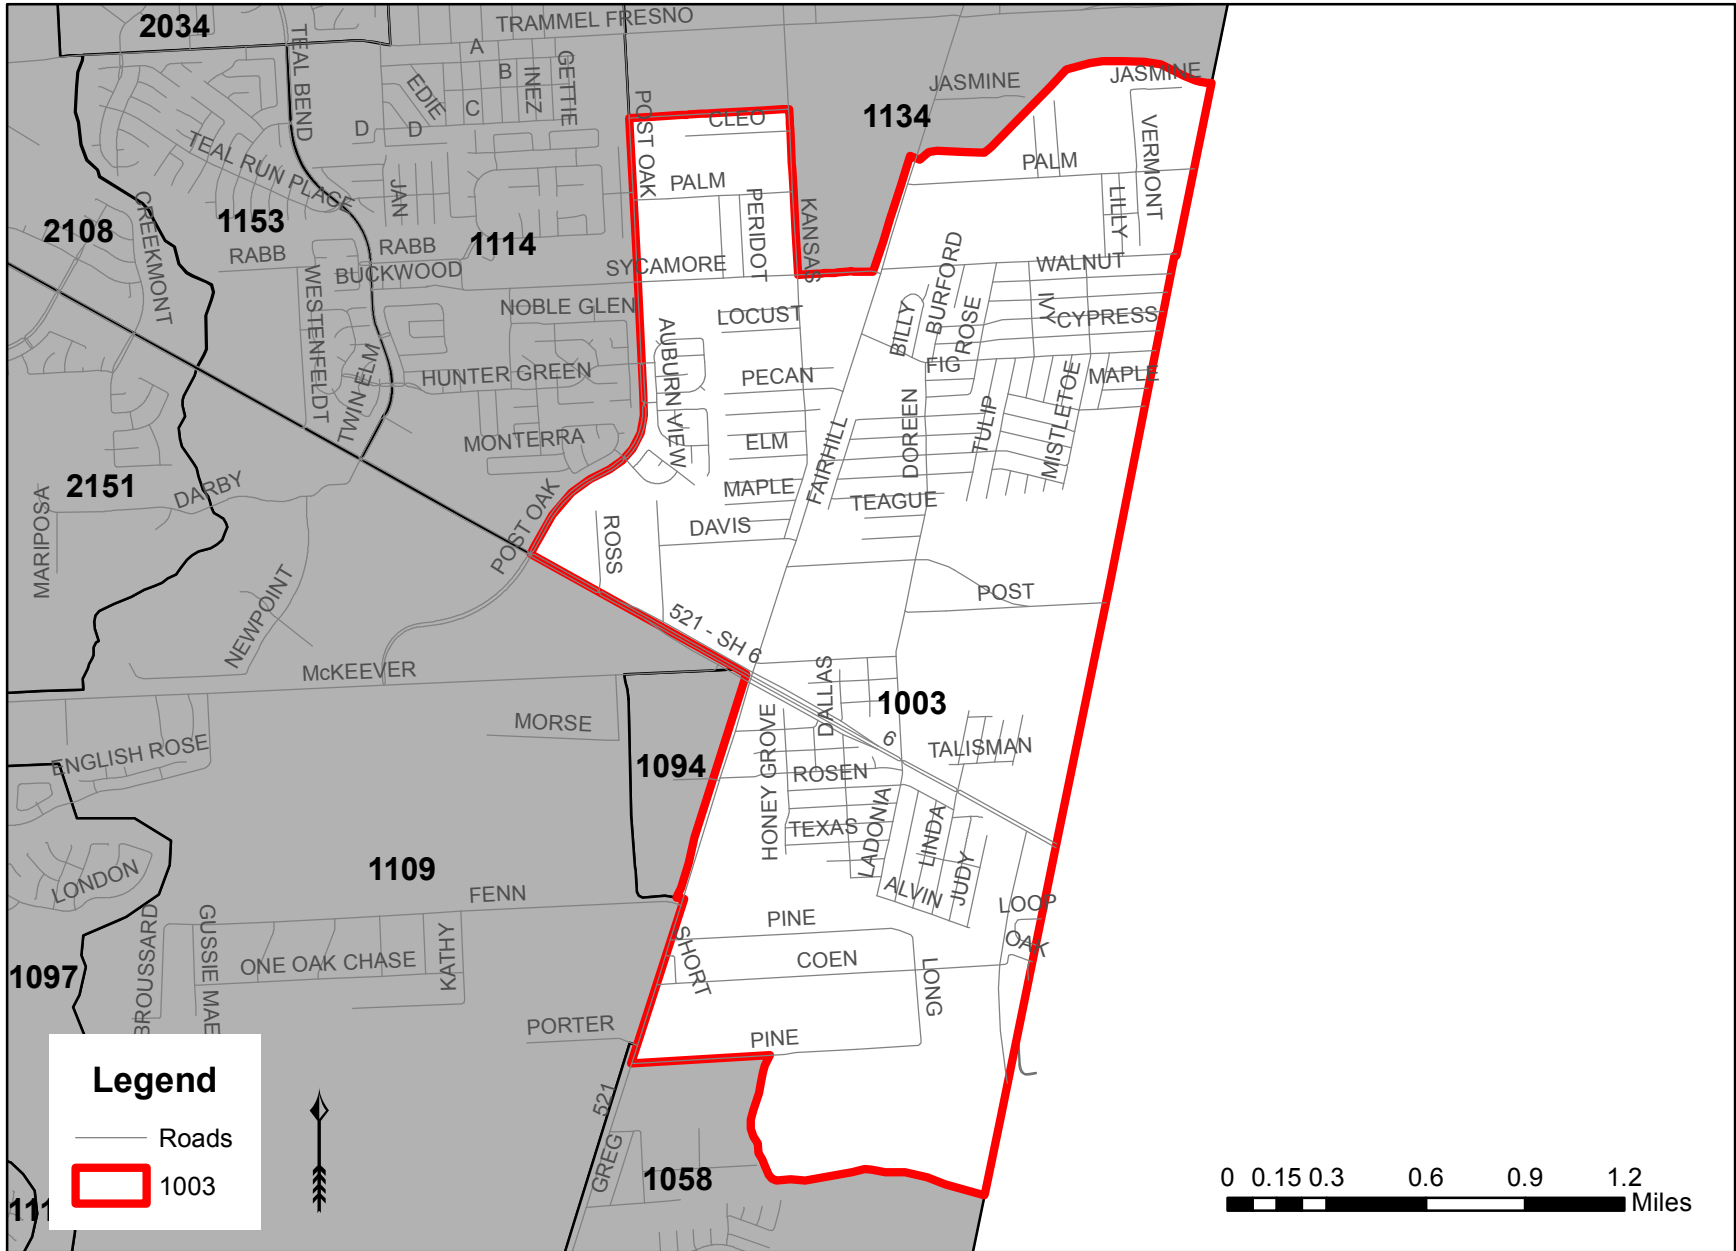 2034
TRAMMEL FRESNO
TEAL BEND
A
B
C
D
D
EDIE
INEZ
GETTIE
POST OAK
CLEO
1134
JASMINE
JASMINE
TEAL RUN PLACE
JAN
PALM
PERIDOT
KANSAS
PALM
LILLY
VERMONT
2108
CREEKMONT
1153
RABB
RABB
1114
BUCKWOOD
SYCAMORE
WALNUT
WESTENFELDT
NOBLE GLEN
LOCUST
BILLY
BURFORD
ROSE
IVY
CYPRESS
TWIN ELM
HUNTER GREEN
AUBURN VIEW
PECAN
FIG
MAPLE
MONTERRA
ELM
FAIRHILL
DOREEN
TULIP
MISTLETOE
2151
DARBY
MARIPOSA
POST OAK
MAPLE
TEAGUE
ROSS
DAVIS
NEWPOINT
POST
521 - SH 6
McKEEVER
DALLAS
1003
MORSE
HONEY GROVE
6
TALISMAN
ENGLISH ROSE
1094
ROSEN
TEXAS
LADONIA
LINDA
JUDY
ALVIN
LONDON
1109
FENN
LOOP
OAK
PINE
BROUSSARD
GUSSIE MAE
ONE OAK CHASE
KATHY
SHORT
COEN
LONG
1097
PORTER
PINE
521
GREG
1058
111
Legend
Roads
1003
0 0.15 0.3 0.6 0.9 1.2
Miles